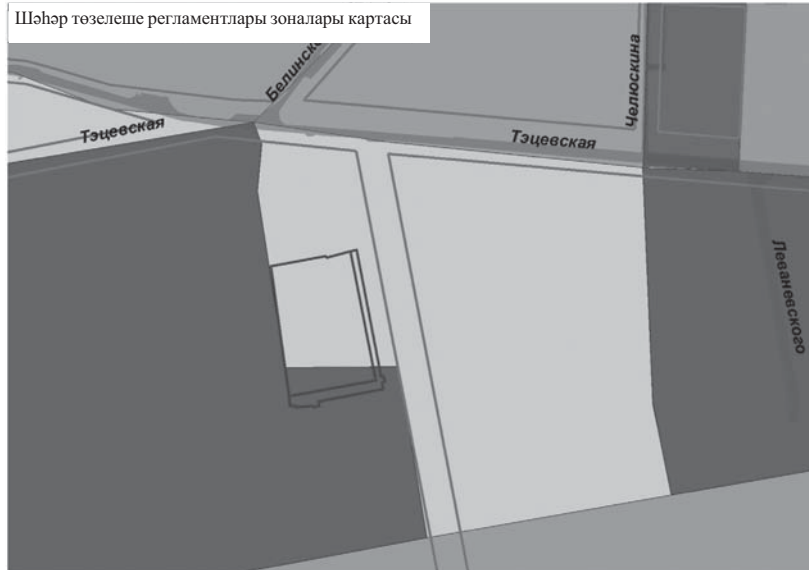 Шәһәр төзелеше регламентлары зоналары картасы
Белинско
Челюскина
Тэцевская
Тэцевская
Леваневского